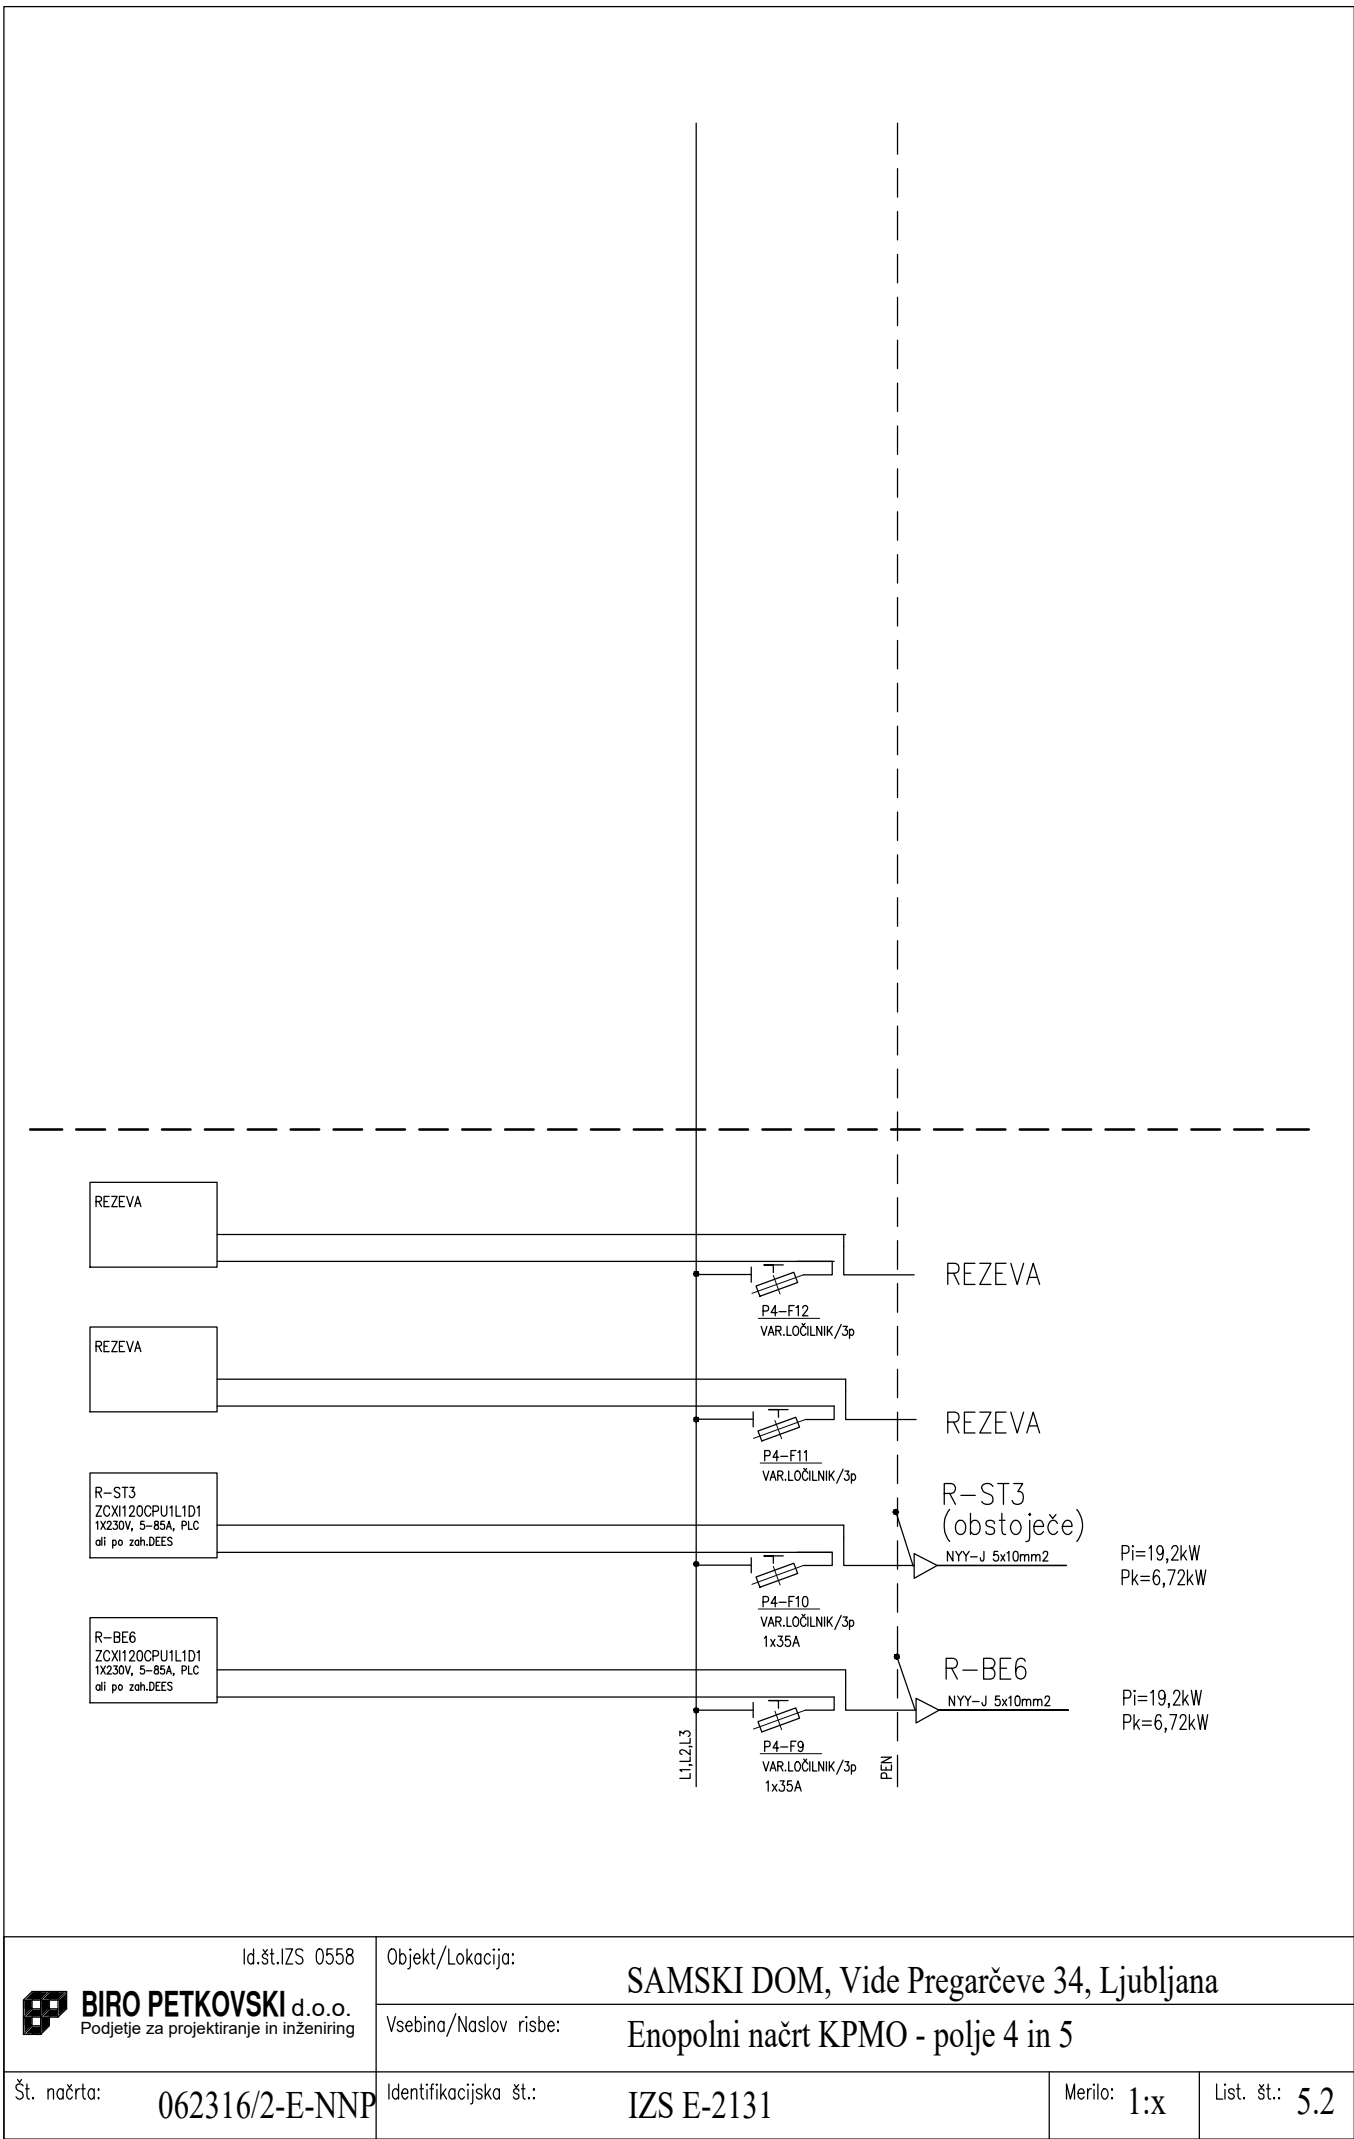 REZEVA
REZEVA
P4-F12
VAR.LOČILNIK/3p
REZEVA
REZEVA
P4-F11
VAR.LOČILNIK/3p
R-ST3
ZCXI120CPU1L1D1
1X230V, 5-85A, PLC
ali po zah.DEES
R-ST3
(obstoječe)
NYY-J 5x10mm2
Pi=19,2kW
Pk=6,72kW
P4-F10
VAR.LOČILNIK/3p
1x35A
R-BE6
ZCXI120CPU1L1D1
1X230V, 5-85A, PLC
ali po zah.DEES
R-BE6
NYY-J 5x10mm2
Pi=19,2kW
Pk=6,72kW
P4-F9
VAR.LOČILNIK/3p
1x35A
L1,L2,L3
PEN
Id.št.IZS 0558
BIRO PETKOVSKI d.o.o.
Podjetje za projektiranje in inženiring
Objekt/Lokacija:
SAMSKI DOM, Vide Pregarčeve 34, Ljubljana
Vsebina/Naslov risbe:
Enopolni načrt KPMO - polje 4 in 5
Št. načrta:
062316/2-E-NNP
Identifikacijska št.:
IZS E-2131
Merilo: 1:x
List. št.: 5.2